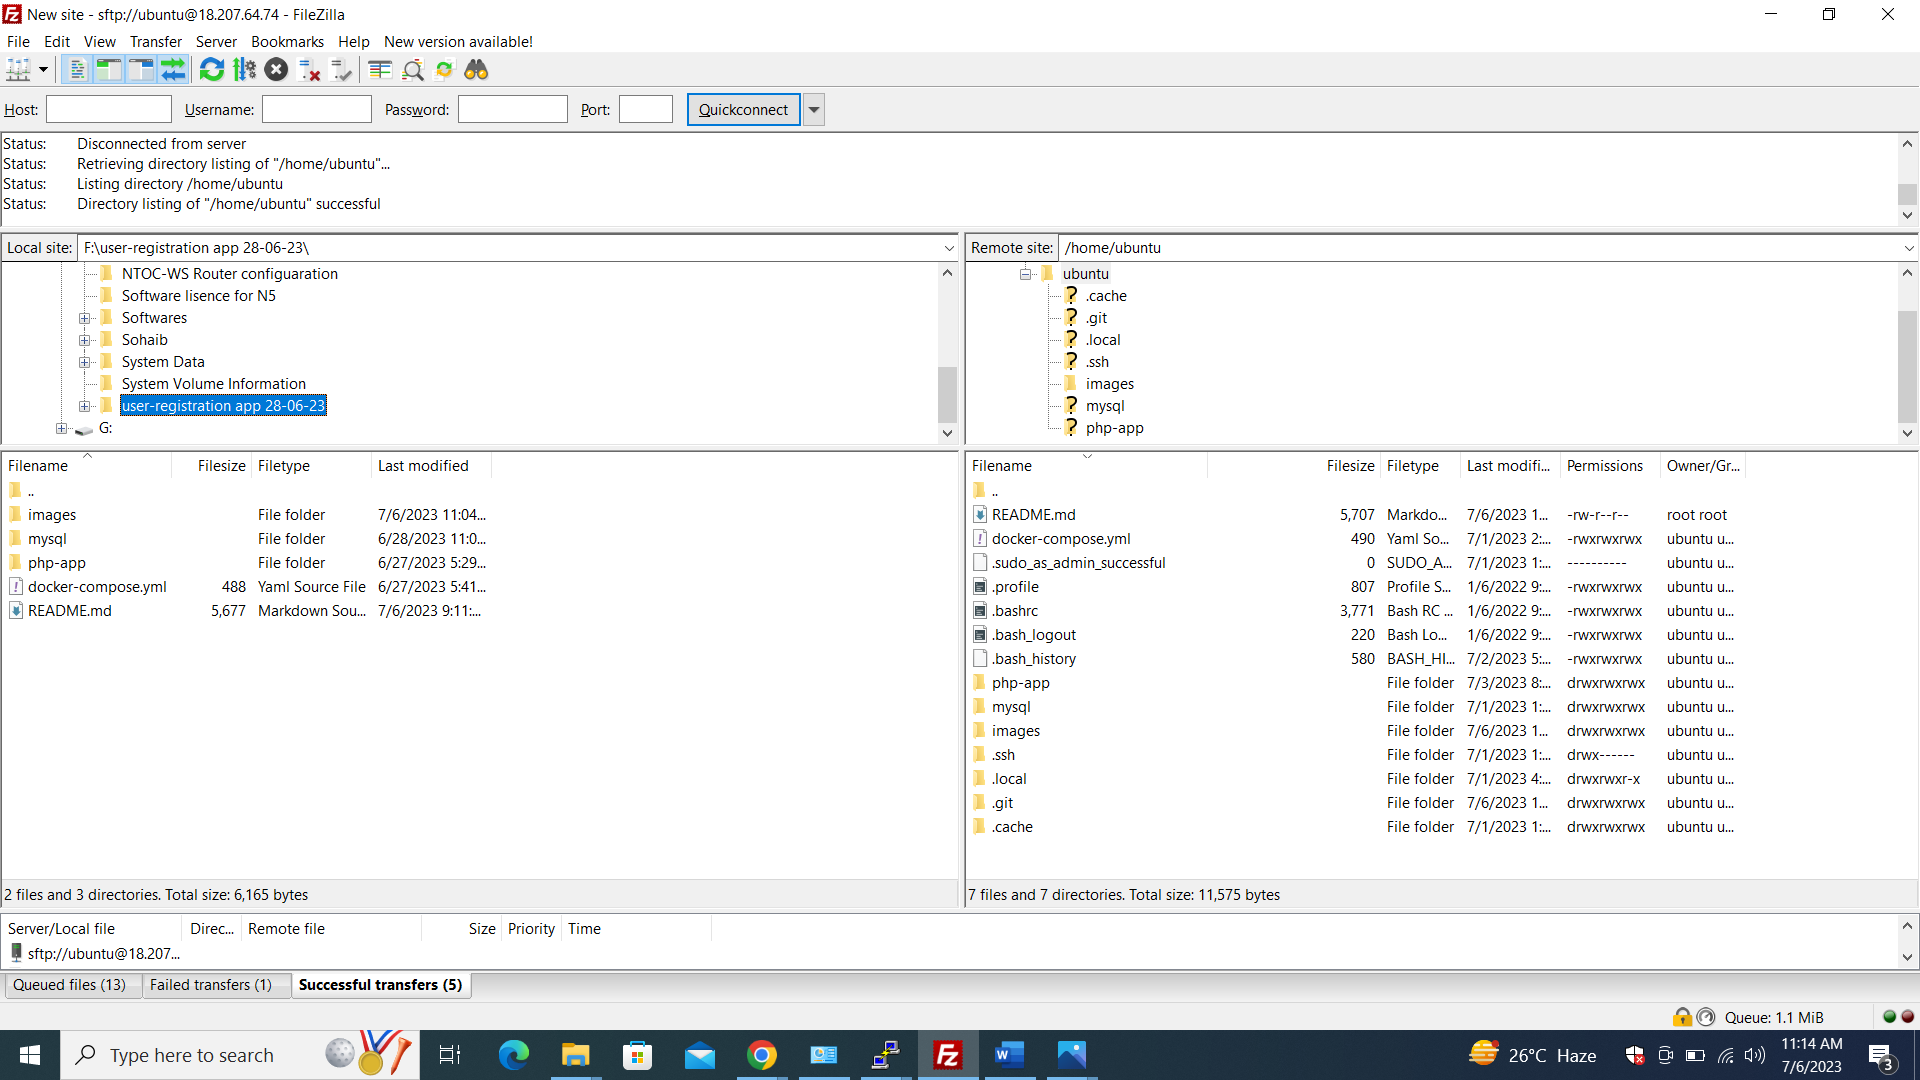 New site - sftp://ubuntu@18.207.64.74 - FileZilla
File Edit View Transfer Server Bookmarks Help New version available!
Host: Username: Password: Port: Quickconnect
Status: Disconnected from server
Status: Retrieving directory listing of "/home/ubuntu"...
Status: Listing directory /home/ubuntu
Status: Directory listing of "/home/ubuntu" successful
Local site: F:\user-registration app 28-06-23\
NTOC-WS Router configuaration
Software lisence for N5
Softwares
Sohaib
System Data
System Volume Information
user-registration app 28-06-23
G:
Filename Filesize Filetype Last modified
..
images File folder 7/6/2023 11:04...
mysql File folder 6/28/2023 11:0...
php-app File folder 6/27/2023 5:29...
docker-compose.yml 488 Yaml Source File 6/27/2023 5:41...
README.md 5,677 Markdown Sou... 7/6/2023 9:11:...
2 files and 3 directories. Total size: 6,165 bytes
Remote site: /home/ubuntu
ubuntu
.cache
.git
.local
.ssh
images
mysql
php-app
Filename Filesize Filetype Last modifi... Permissions Owner/Gr...
..
README.md 5,707 Markdo... 7/6/2023 1... -rw-r--r-- root root
docker-compose.yml 490 Yaml So... 7/1/2023 2:... -rwxrwxrwx ubuntu u...
.sudo_as_admin_successful 0 SUDO_A... 7/1/2023 1:... ---------- ubuntu u...
.profile 807 Profile S... 1/6/2022 9:... -rwxrwxrwx ubuntu u...
.bashrc 3,771 Bash RC ... 1/6/2022 9:... -rwxrwxrwx ubuntu u...
.bash_logout 220 Bash Lo... 1/6/2022 9:... -rwxrwxrwx ubuntu u...
.bash_history 580 BASH_HI... 7/2/2023 5:... -rwxrwxrwx ubuntu u...
php-app File folder 7/3/2023 8:... drwxrwxrwx ubuntu u...
mysql File folder 7/1/2023 1:... drwxrwxrwx ubuntu u...
images File folder 7/6/2023 1... drwxrwxrwx ubuntu u...
.ssh File folder 7/1/2023 1:... drwx------ ubuntu u...
.local File folder 7/1/2023 4:... drwxrwxr-x ubuntu u...
.git File folder 7/6/2023 1... drwxrwxrwx ubuntu u...
.cache File folder 7/1/2023 1:... drwxrwxrwx ubuntu u...
7 files and 7 directories. Total size: 11,575 bytes
Server/Local file Direc... Remote file Size Priority Time
sftp://ubuntu@18.207...
Queued files (13) Failed transfers (1) Successful transfers (5)
Queue: 1.1 MiB
Type here to search
26°C Haze
11:14 AM
7/6/2023
3